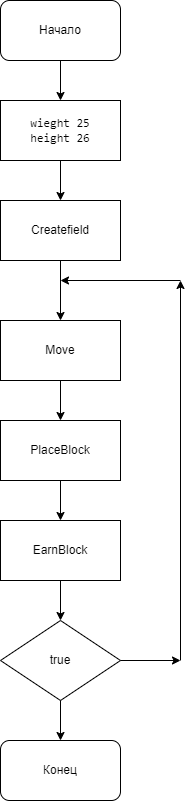 Начало
wieght 25
height 26
Createfield
Move
PlaceBlock
EarnBlock
true
Конец